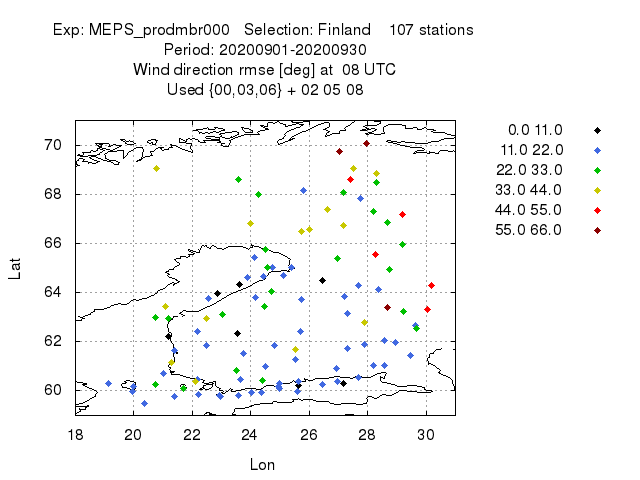 Exp: MEPS_prodmbr000 Selection: Finland 107 stations
Period: 20200901-20200930
Wind direction rmse [deg] at 08 UTC
Used {00,03,06} + 02 05 08
0.0 11.0
11.0 22.0
22.0 33.0
33.0 44.0
44.0 55.0
55.0 66.0
70
68
66
64
62
60
Lat
18 20 22 24 26 28 30
Lon